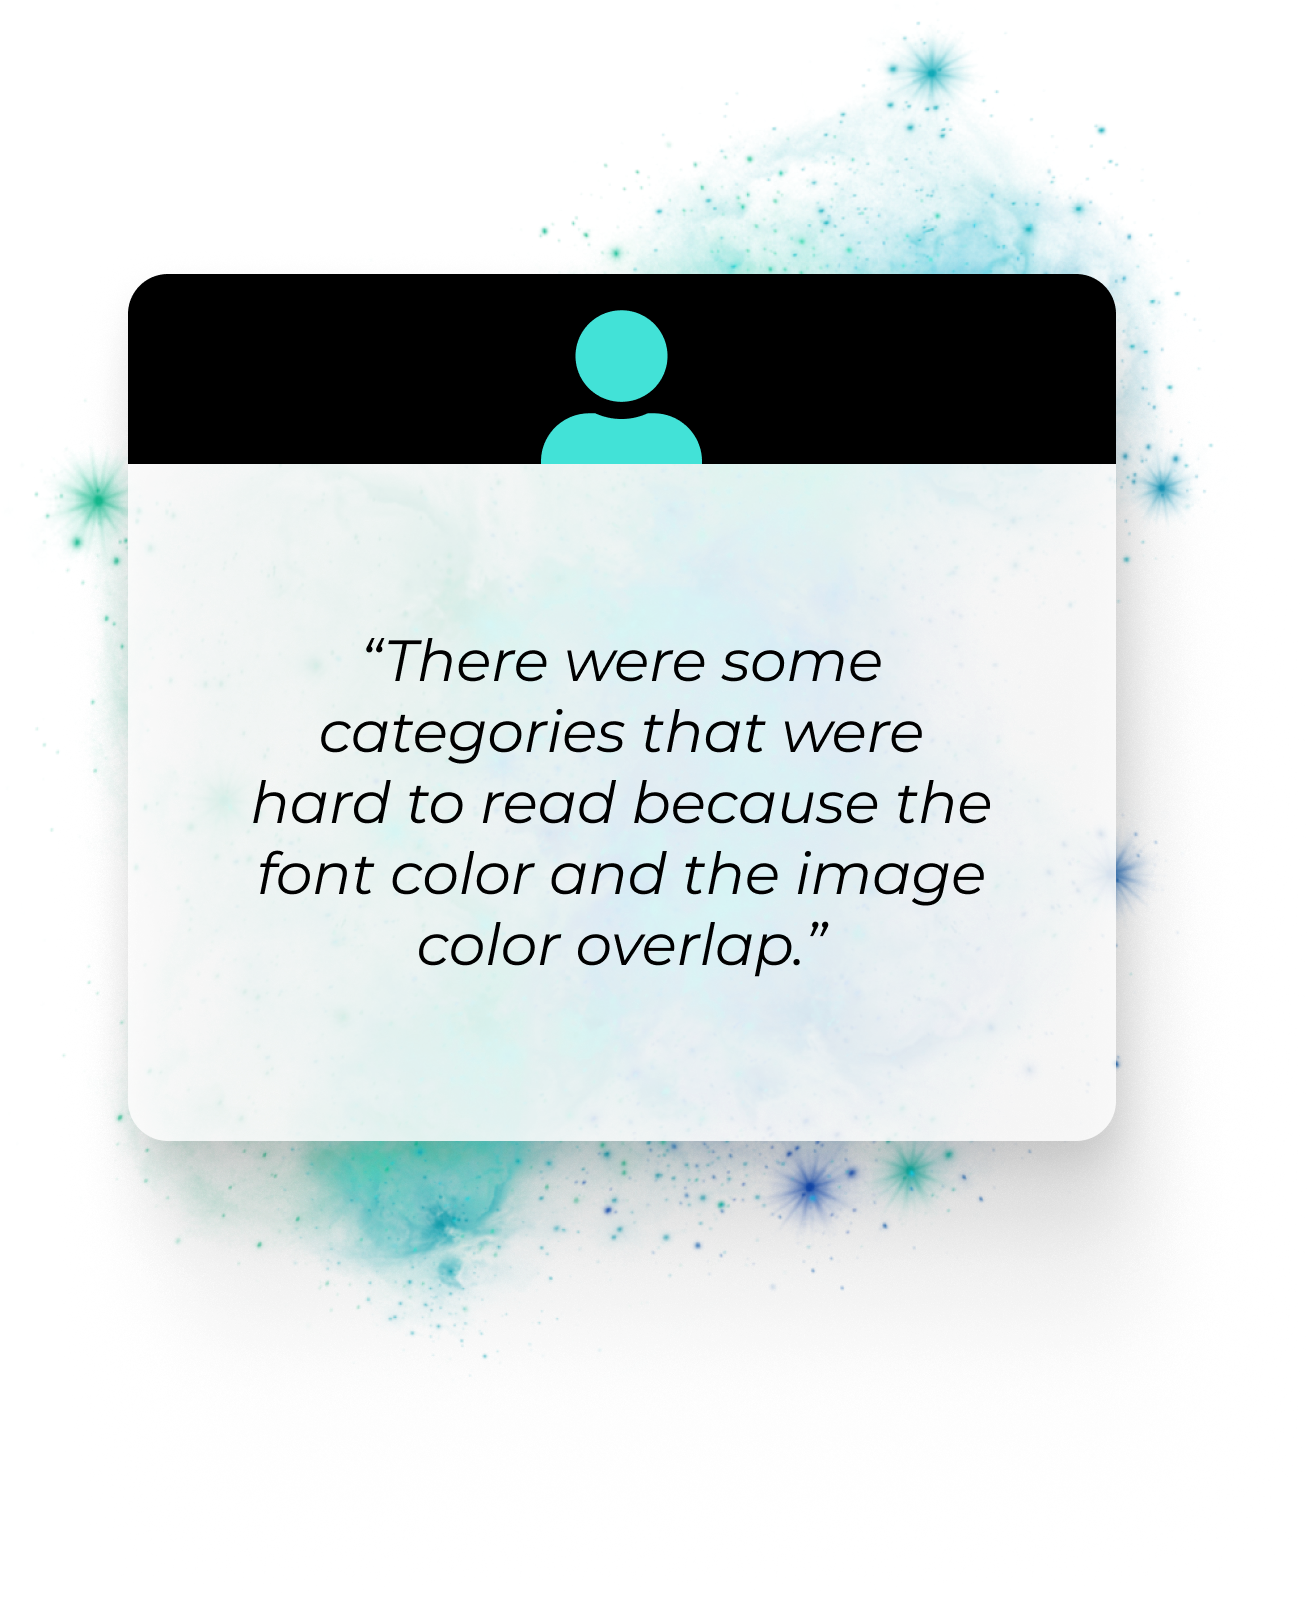 “There were some
categories that were
hard to read because the
font color and the image
color overlap.”